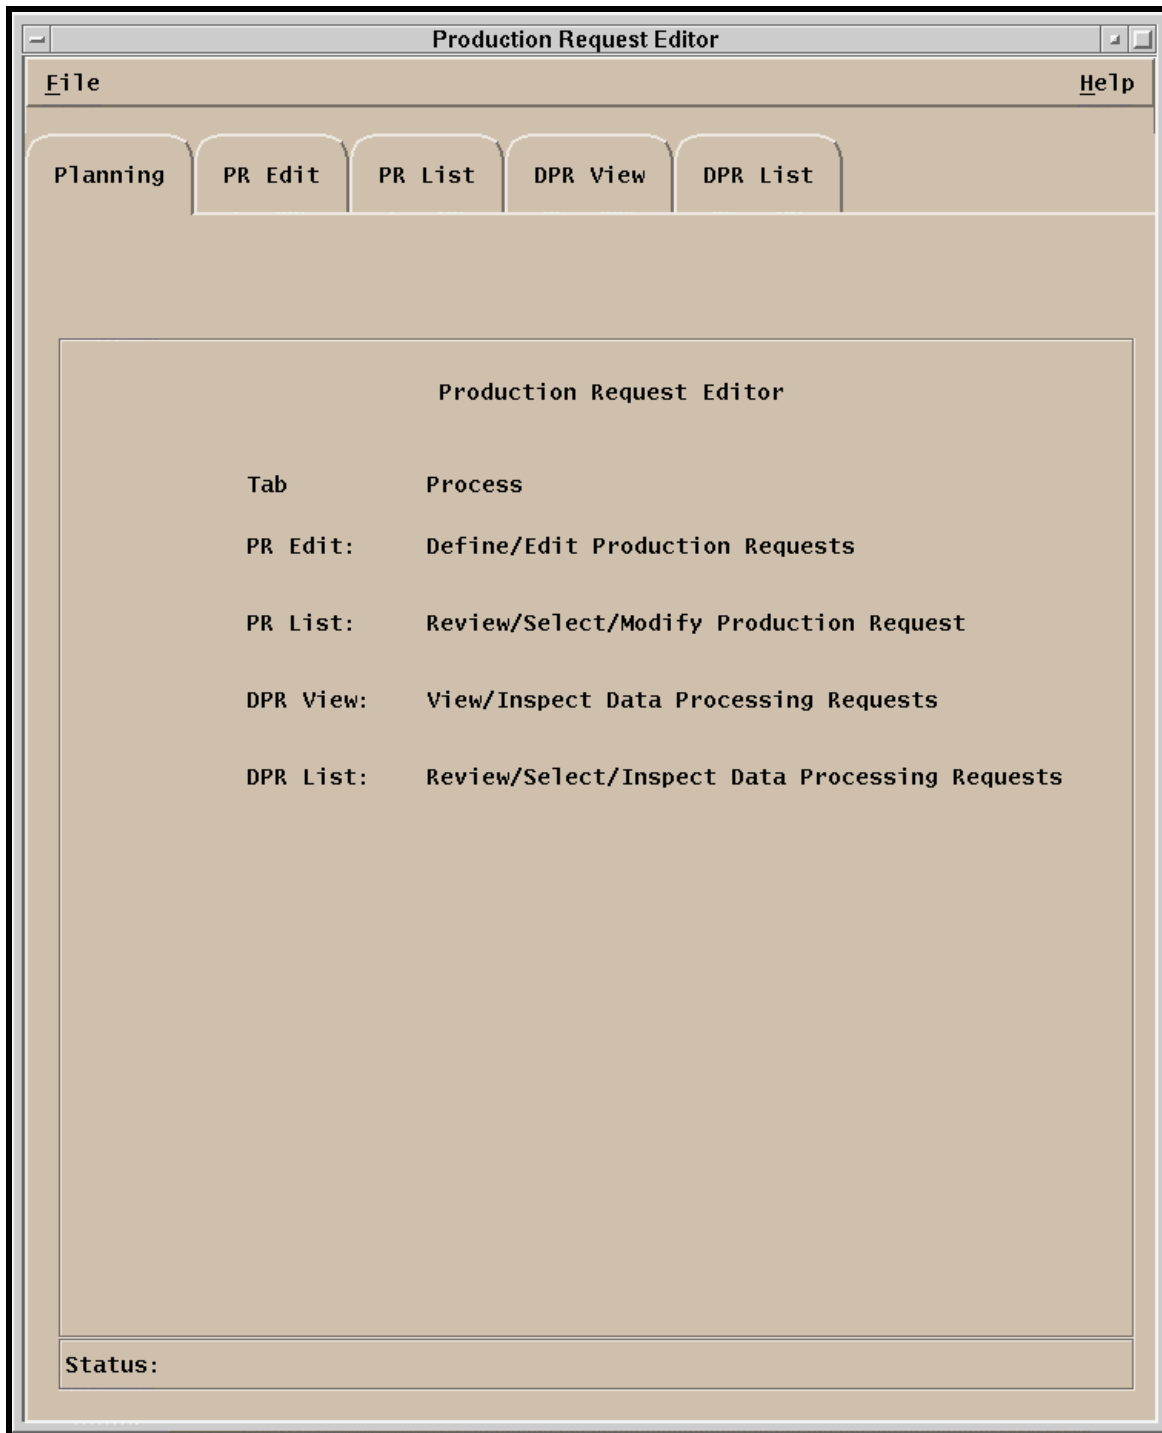 Production Request Editor
File Help
Planning PR Edit PR List DPR View DPR List
Production Request Editor
Tab Process
PR Edit: Define/Edit Production Requests
PR List: Review/Select/Modify Production Request
DPR View: View/Inspect Data Processing Requests
DPR List: Review/Select/Inspect Data Processing Requests
Status: